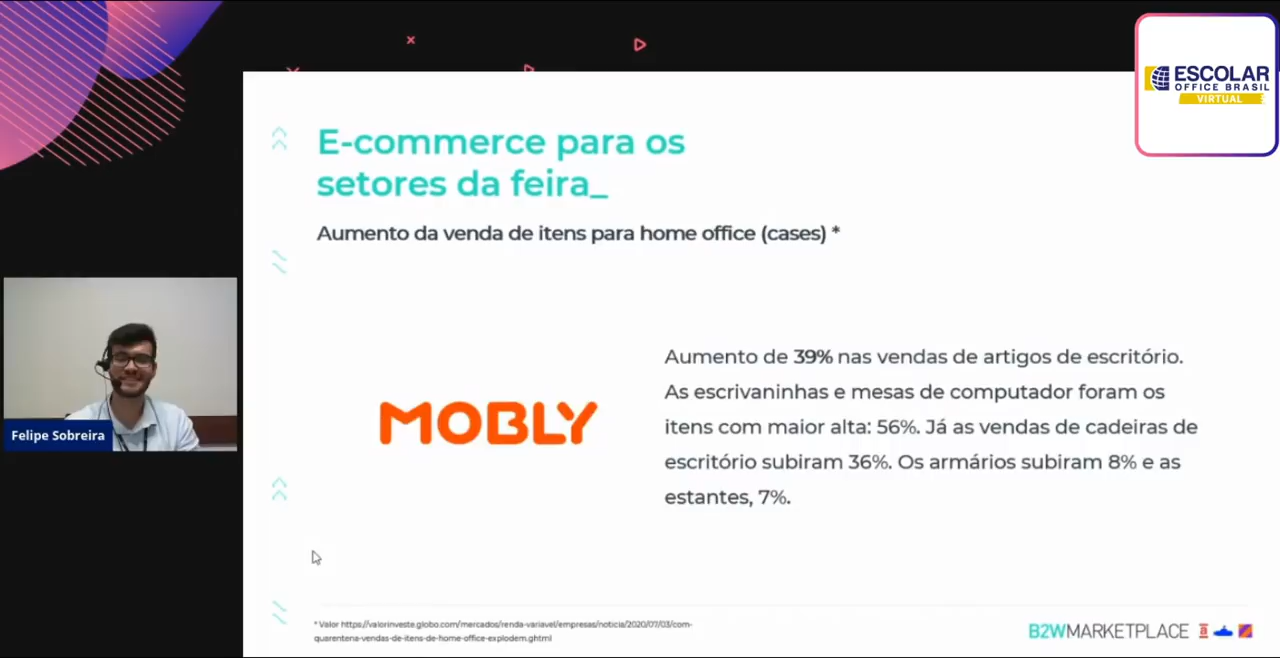 ESCOLAR
OFFICE BRASIL
VIRTUAL
E-commerce para os
setores da feira_
Aumento da venda de itens para home office (cases) *
MOBLY
Aumento de 39% nas vendas de artigos de escritório.
As escrivaninhas e mesas de computador foram os
itens com maior alta: 56%. Já as vendas de cadeiras de
escritório subiram 36%. Os armários subiram 8% e as
estantes, 7%.
Felipe Sobreira
* Valor https://valorinveste.globo.com/mercados/renda-variavel/empresas/noticia/2020/07/03/com-
quarentena-vendas-de-itens-de-home-office-explodem.ghtml
B2WMARKETPLACE